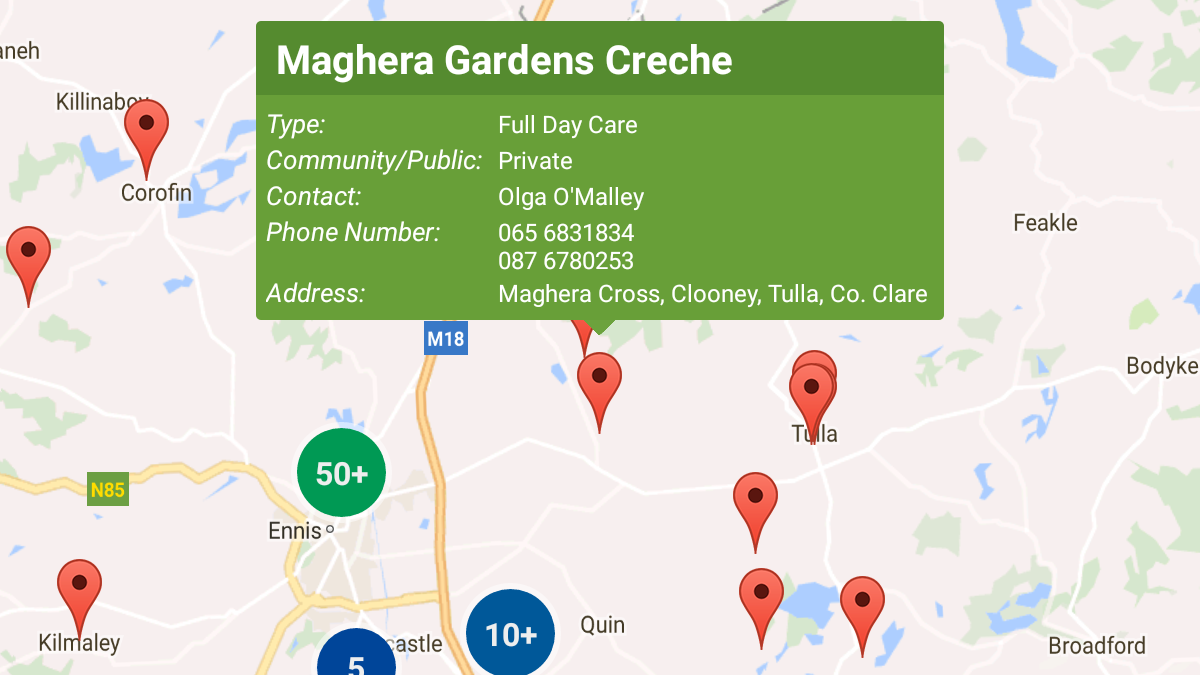 Maghera Gardens Creche
Type: Full Day Care
Community/Public: Private
Contact: Olga O'Malley
Phone Number: 065 6831834
087 6780253
Address: Maghera Cross, Clooney, Tulla, Co. Clare
aneh
Killinaboy
Corofin
Feakle
M18
Bodyke
Tulla
50+
N85
Ennis
10+
Quin
Kilmaley
castle
5
Broadford